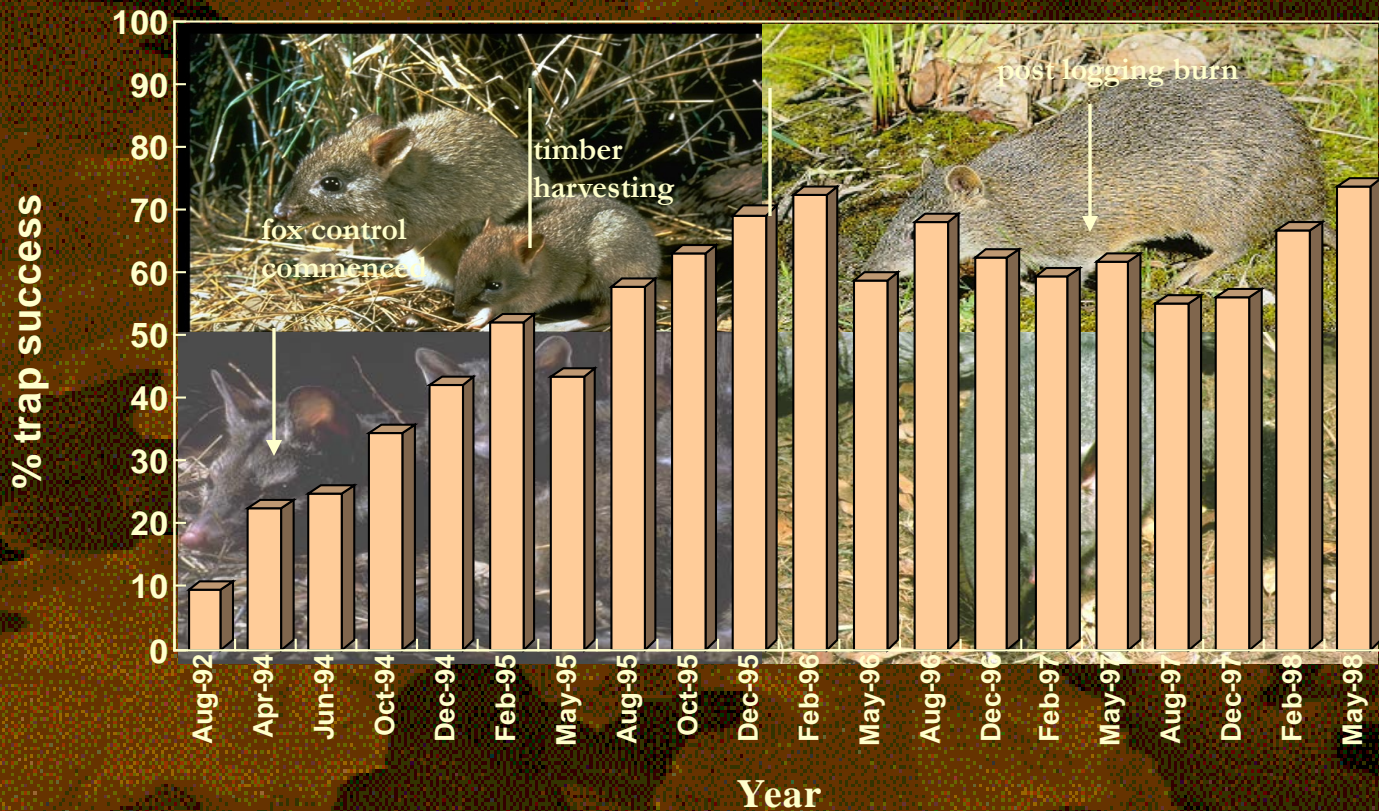 100
90
80
70
60
50
40
30
20
10
0
% trap success
post logging burn
timber
harvesting
fox control
commenced
Aug-92
Apr-94
Jun-94
Oct-94
Dec-94
Feb-95
May-95
Aug-95
Oct-95
Dec-95
Feb-96
May-96
Aug-96
Dec-96
Feb-97
May-97
Aug-97
Dec-97
Feb-98
May-98
Year